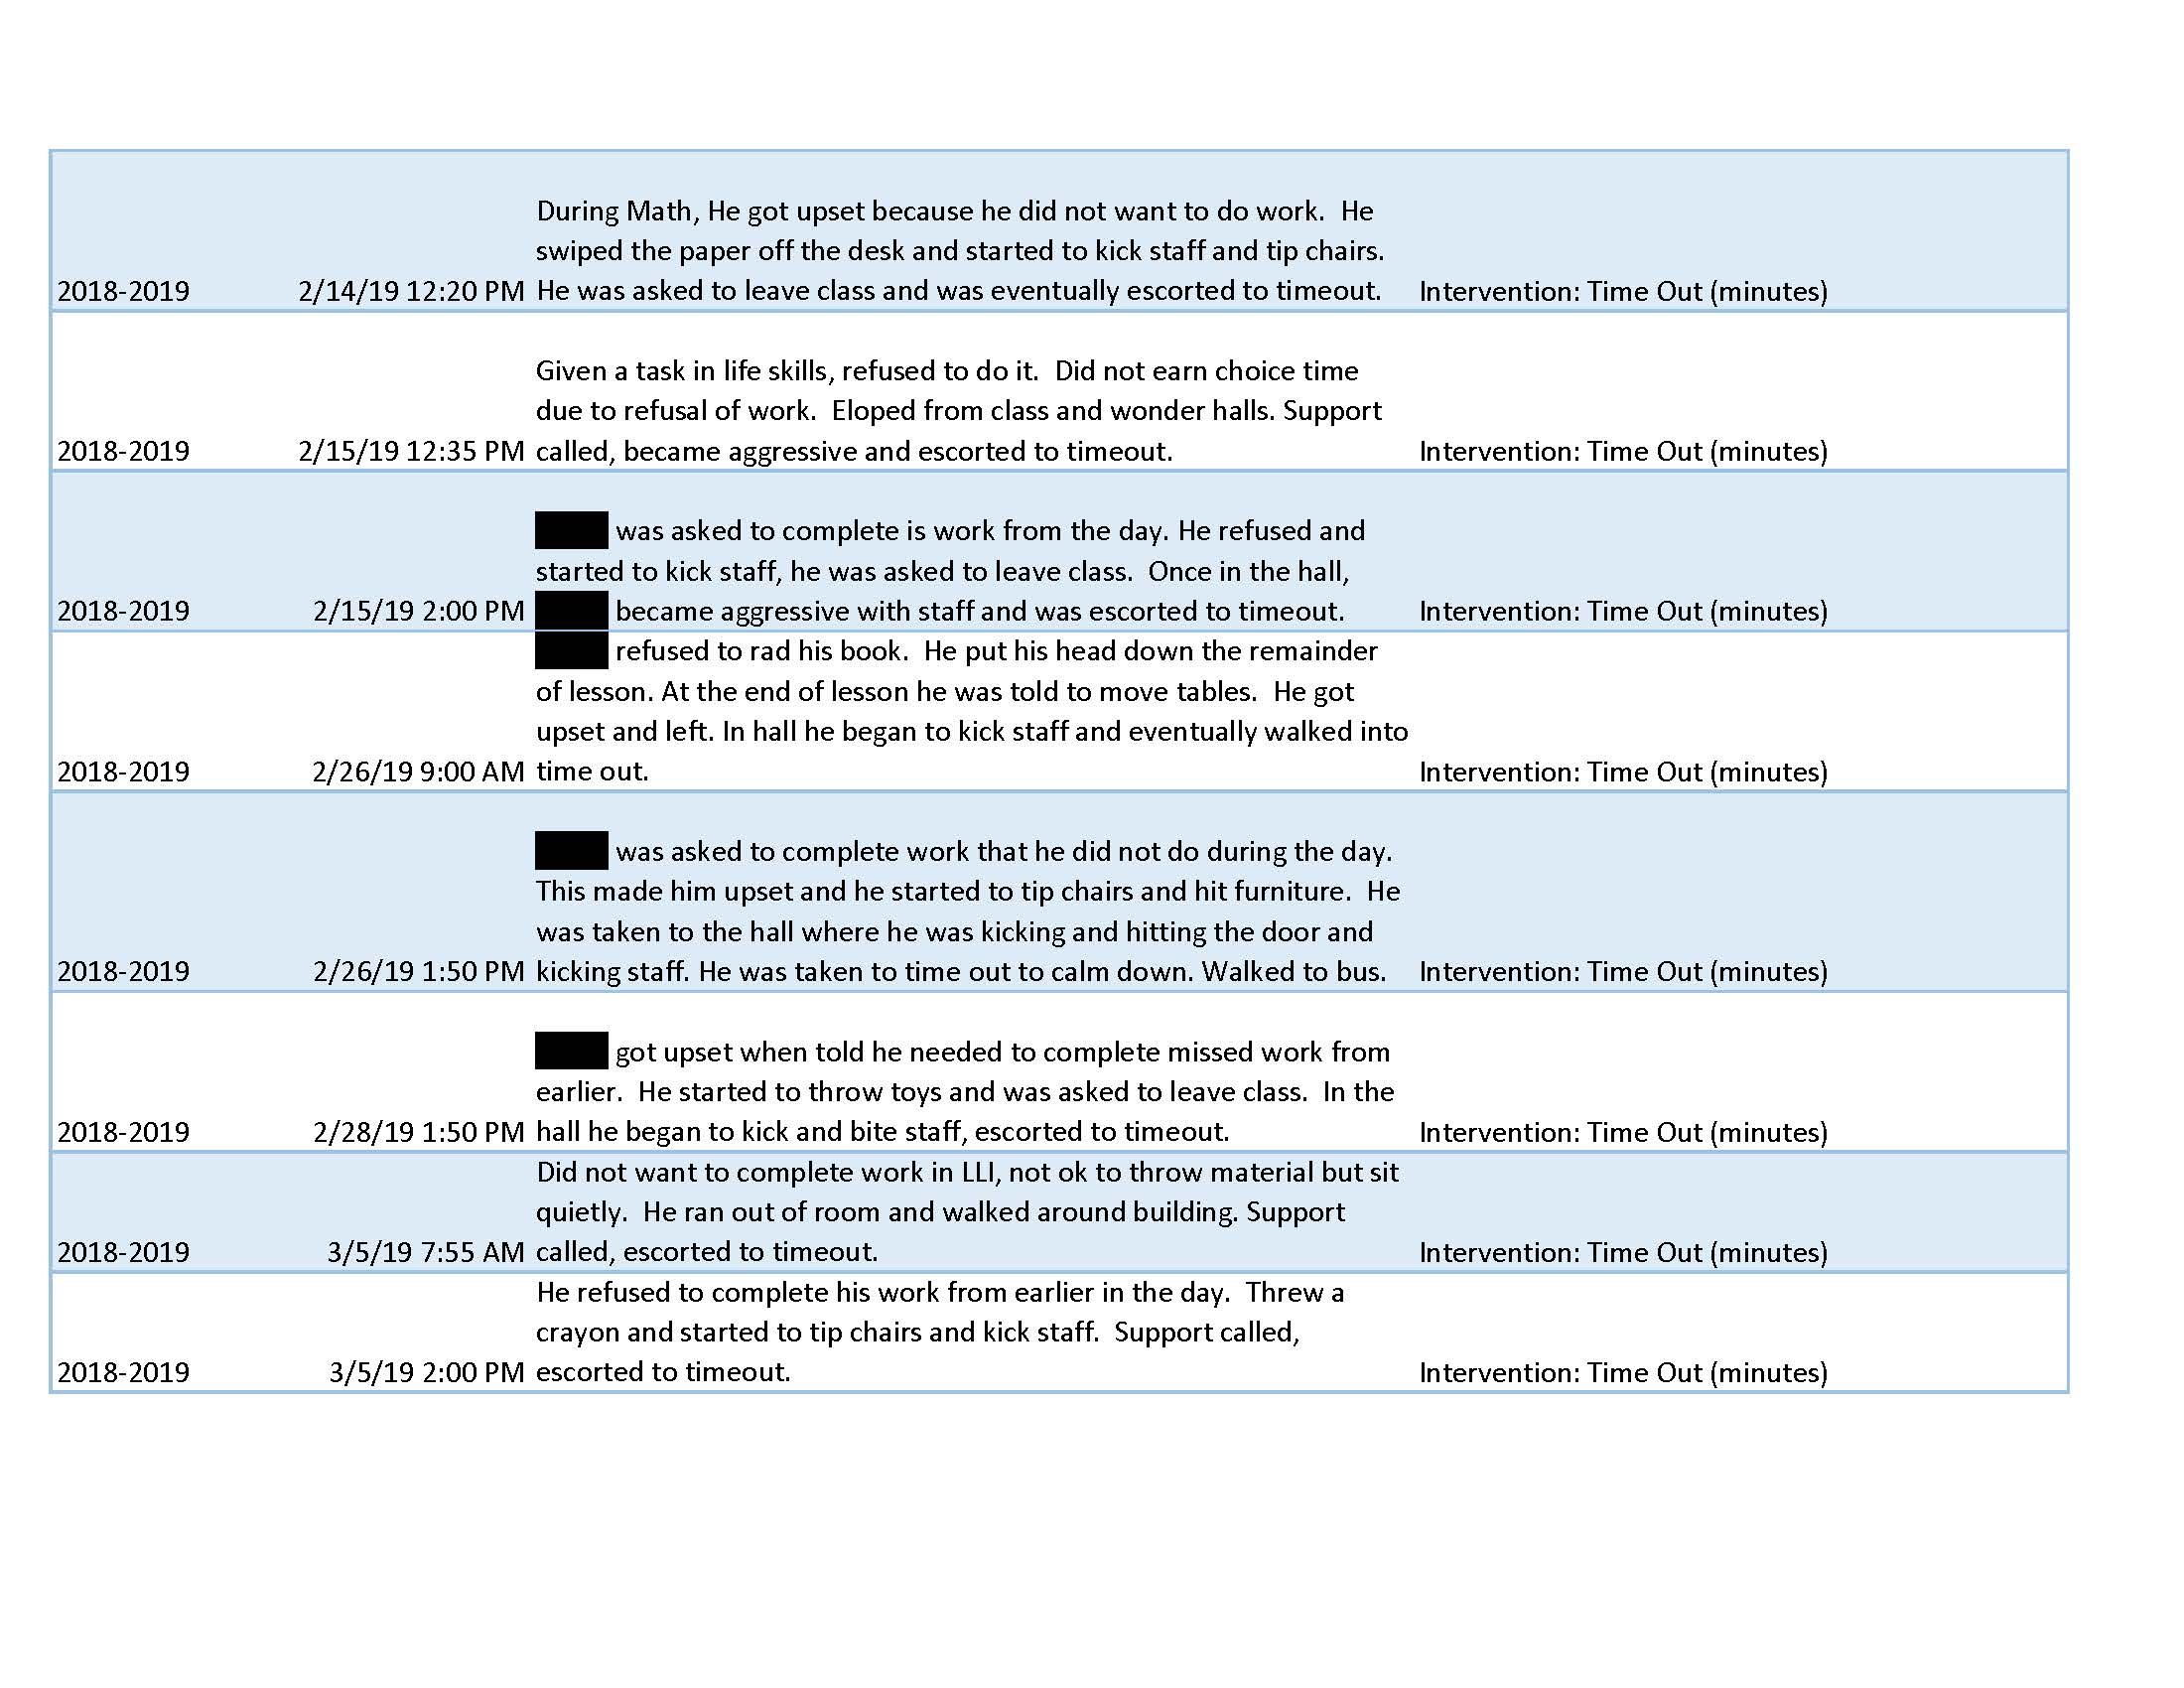 During Math, He got upset because he did not want to do work.  He
swiped the paper off the desk and started to kick staff and tip chairs.
2018-2019 2/14/19 12:20 PM He was asked to leave class and was eventually escorted to timeout. Intervention: Time Out (minutes)
Given a task in life skills, refused to do it.  Did not earn choice time
due to refusal of work.  Eloped from class and wonder halls. Support
2018-2019 2/15/19 12:35 PM called, became aggressive and escorted to timeout. Intervention: Time Out (minutes)
was asked to complete is work from the day. He refused and
started to kick staff, he was asked to leave class.  Once in the hall,
2018-2019 2/15/19 2:00 PM became aggressive with staff and was escorted to timeout. Intervention: Time Out (minutes)
refused to rad his book.  He put his head down the remainder
of lesson. At the end of lesson he was told to move tables.  He got
upset and left. In hall he began to kick staff and eventually walked into
2018-2019 2/26/19 9:00 AM time out. Intervention: Time Out (minutes)
was asked to complete work that he did not do during the day.
This made him upset and he started to tip chairs and hit furniture.  He
was taken to the hall where he was kicking and hitting the door and
2018-2019 2/26/19 1:50 PM kicking staff. He was taken to time out to calm down. Walked to bus. Intervention: Time Out (minutes)
got upset when told he needed to complete missed work from
earlier.  He started to throw toys and was asked to leave class.  In the
2018-2019 2/28/19 1:50 PM hall he began to kick and bite staff, escorted to timeout. Intervention: Time Out (minutes)
Did not want to complete work in LLI, not ok to throw material but sit
quietly.  He ran out of room and walked around building. Support
2018-2019 3/5/19 7:55 AM called, escorted to timeout. Intervention: Time Out (minutes)
He refused to complete his work from earlier in the day.  Threw a
crayon and started to tip chairs and kick staff.  Support called,
2018-2019 3/5/19 2:00 PM escorted to timeout. Intervention: Time Out (minutes)